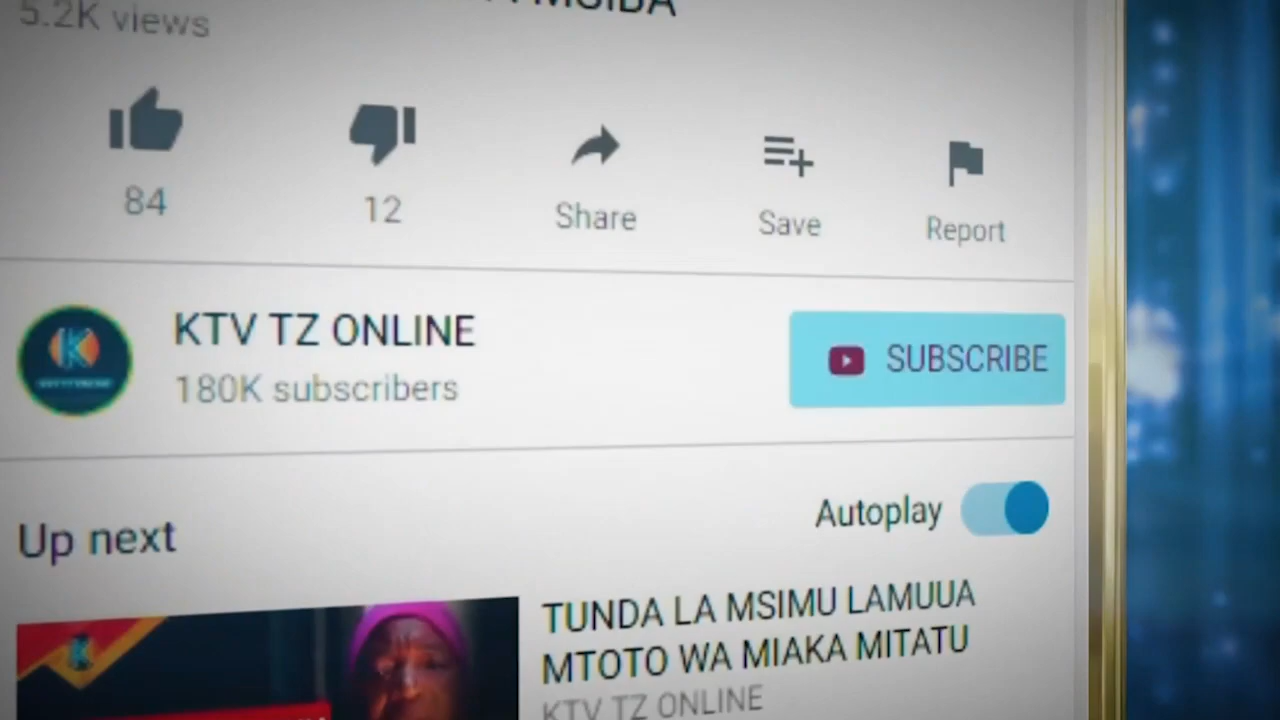 MSIBA
5.2K views
84
12
Share
Save
Report
KTV TZ ONLINE
180K subscribers
SUBSCRIBE
Autoplay
Up next
TUNDA LA MSIMU LAMUUA
MTOTO WA MIAKA MITATU
KTV TZ ONLINE